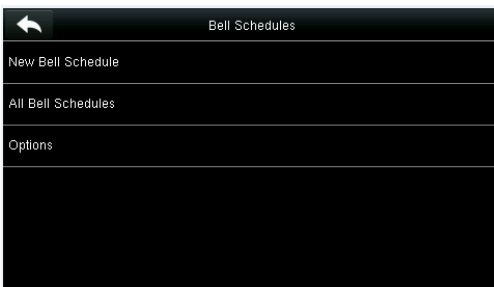 Bell Schedules
New Bell Schedule
All Bell Schedules
Options